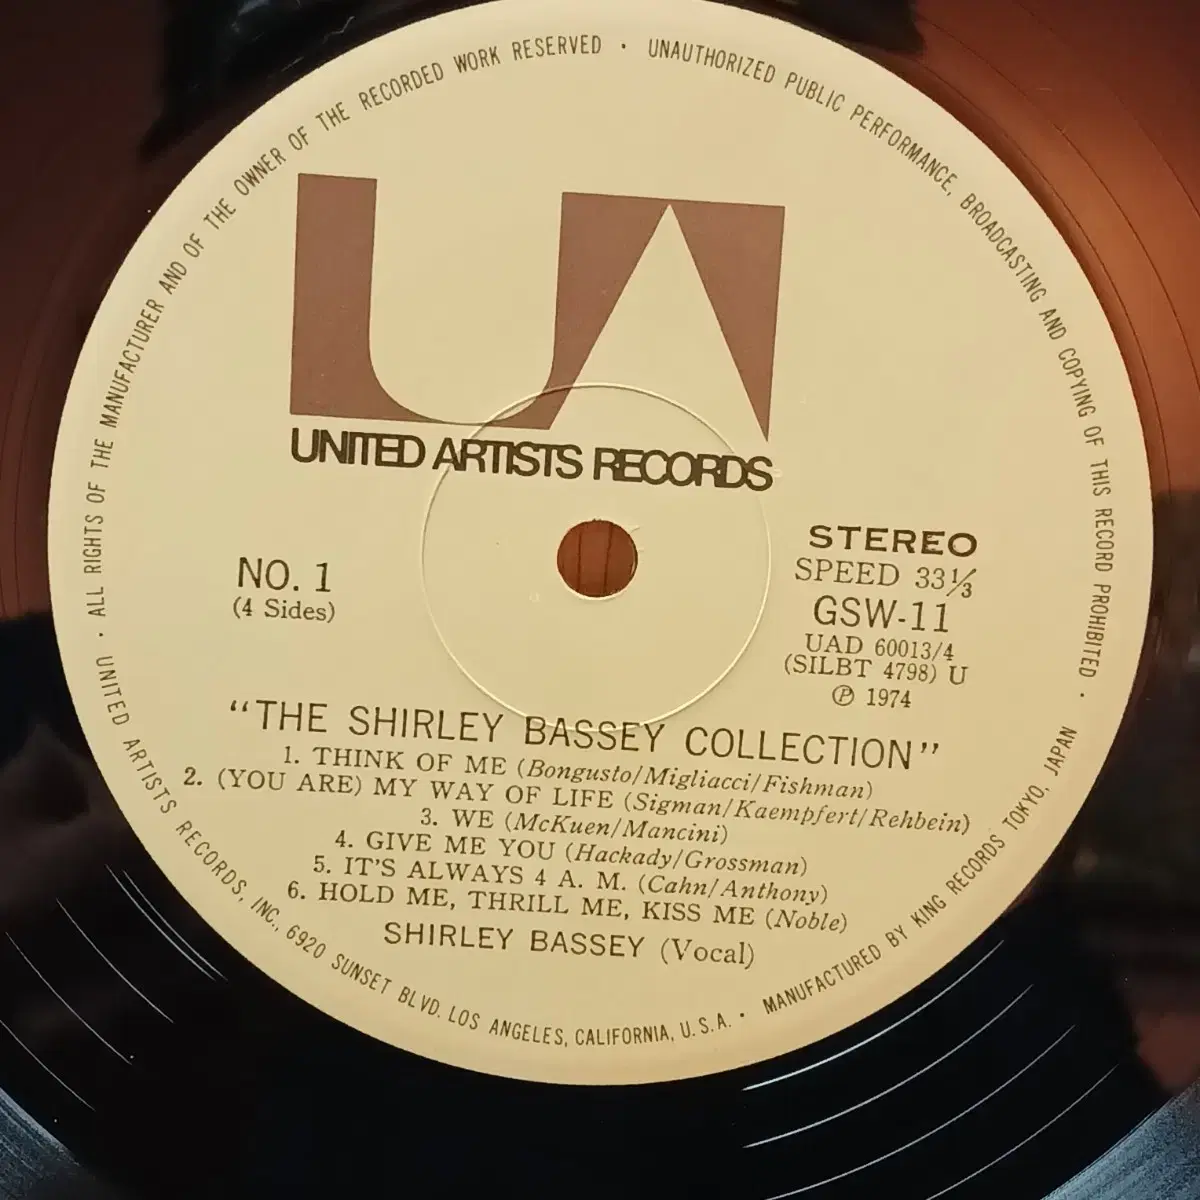 UNITED ARTISTS RECORDS, INC., 6920 SUNSET BLVD. LOS ANGELES, CALIFORNIA, U.S.A. · MANUFACTURED BY KING RECORDS TOKYO, JAPAN
· ALL RIGHTS OF THE MANUFACTURER AND OF THE OWNER OF THE RECORDED WORK RESERVED · UNAUTHORIZED PUBLIC PERFORMANCE, BROADCASTING AND COPYING OF THIS RECORD PROHIBITED ·
UA
UNITED ARTISTS RECORDS
NO. 1
(4 Sides)
STEREO
SPEED 33⅓
GSW-11
UAD 60013/4
(SILBT 4798) U
℗ 1974
“THE SHIRLEY BASSEY COLLECTION”
1. THINK OF ME (Bongusto/Migliacci/Fishman)
2. (YOU ARE) MY WAY OF LIFE (Sigman/Kaempfert/Rehbein)
3. WE (McKuen/Mancini)
4. GIVE ME YOU (Hackady/Grossman)
5. IT'S ALWAYS 4 A. M. (Cahn/Anthony)
6. HOLD ME, THRILL ME, KISS ME (Noble)
SHIRLEY BASSEY (Vocal)